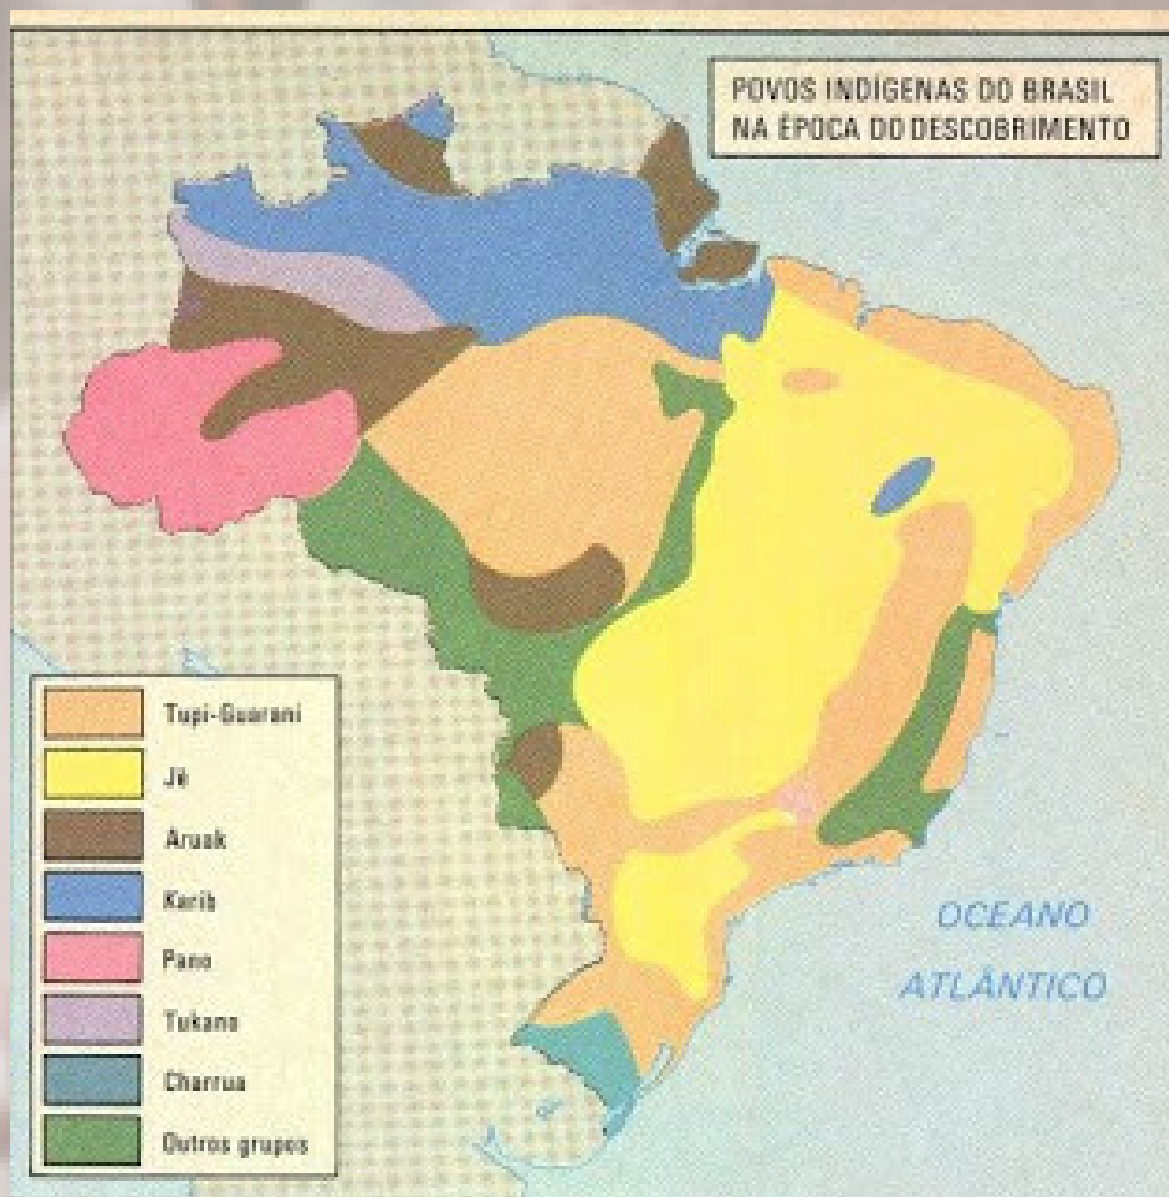 POVOS INDÍGENAS DO BRASIL
NA ÉPOCA DO DESCOBRIMENTO
Tupi-Guarani
Jê
Aruak
Karib
Pano
Tukano
Charrua
Outros grupos
OCEANO
ATLÂNTICO